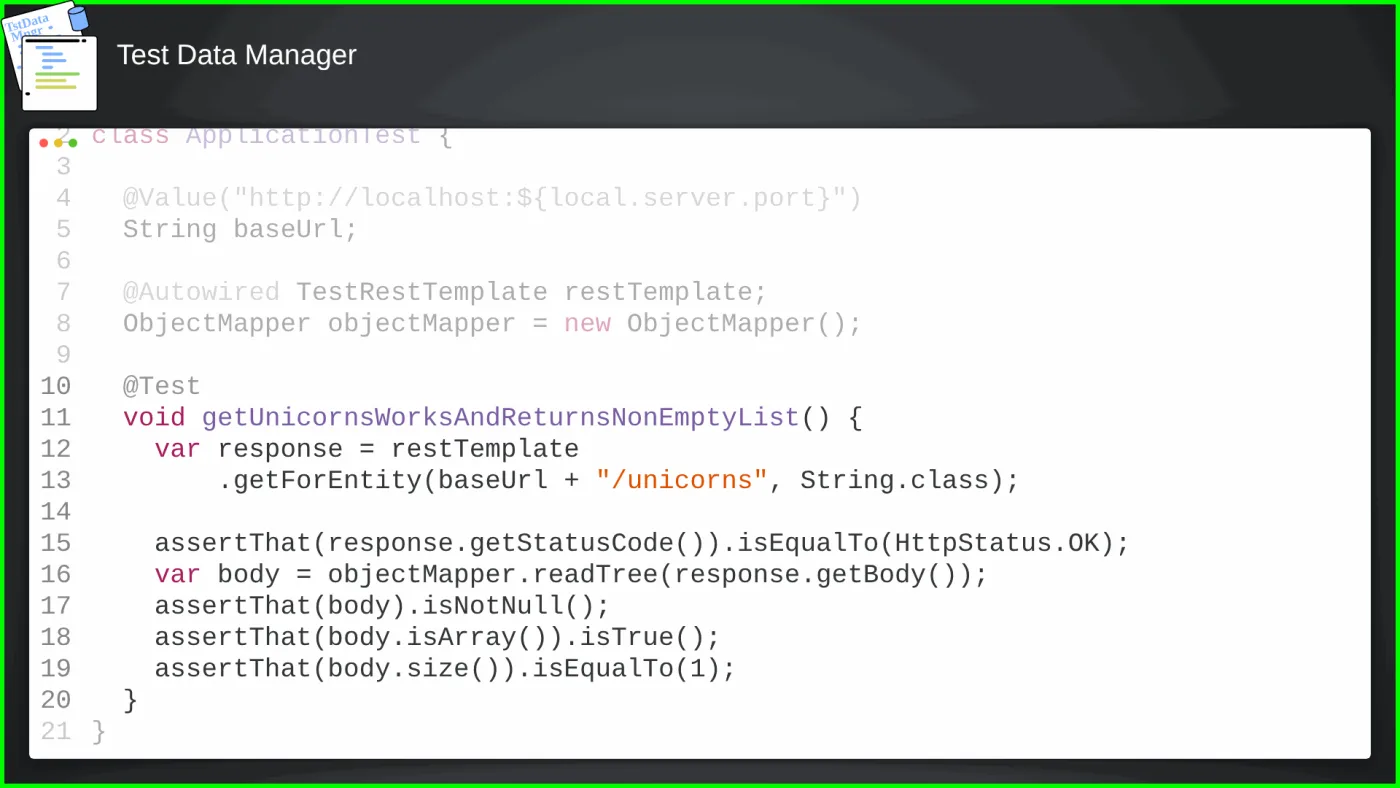 TstData
Mngr
Test Data Manager
2 class ApplicationTest {
3
4   @Value("http://localhost:${local.server.port}")
5   String baseUrl;
6
7   @Autowired TestRestTemplate restTemplate;
8   ObjectMapper objectMapper = new ObjectMapper();
9
10   @Test
11   void getUnicornsWorksAndReturnsNonEmptyList() {
12     var response = restTemplate
13         .getForEntity(baseUrl + "/unicorns", String.class);
14
15     assertThat(response.getStatusCode()).isEqualTo(HttpStatus.OK);
16     var body = objectMapper.readTree(response.getBody());
17     assertThat(body).isNotNull();
18     assertThat(body.isArray()).isTrue();
19     assertThat(body.size()).isEqualTo(1);
20   }
21 }